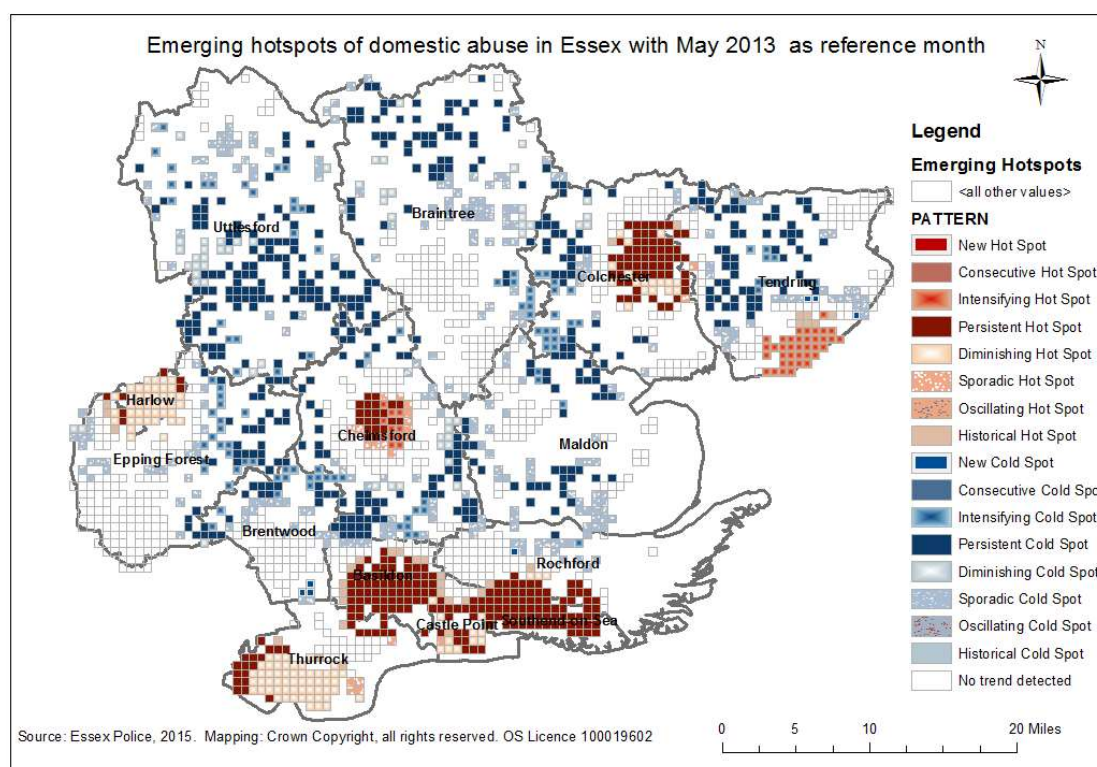 Emerging hotspots of domestic abuse in Essex with May 2013 as reference month
N
Legend
Emerging Hotspots
<all other values>
PATTERN
New Hot Spot
Consecutive Hot Spot
Intensifying Hot Spot
Persistent Hot Spot
Diminishing Hot Spot
Sporadic Hot Spot
Oscillating Hot Spot
Historical Hot Spot
New Cold Spot
Consecutive Cold Spot
Intensifying Cold Spot
Persistent Cold Spot
Diminishing Cold Spot
Sporadic Cold Spot
Oscillating Cold Spot
Historical Cold Spot
No trend detected
Braintree
Uttlesford
Colchester
Tendring
Harlow
Chelmsford
Maldon
Epping Forest
Brentwood
Rochford
Basildon
Castle Point
Southend-on-Sea
Thurrock
Source: Essex Police, 2015. Mapping: Crown Copyright, all rights reserved. OS Licence 100019602
0 5 10 20 Miles